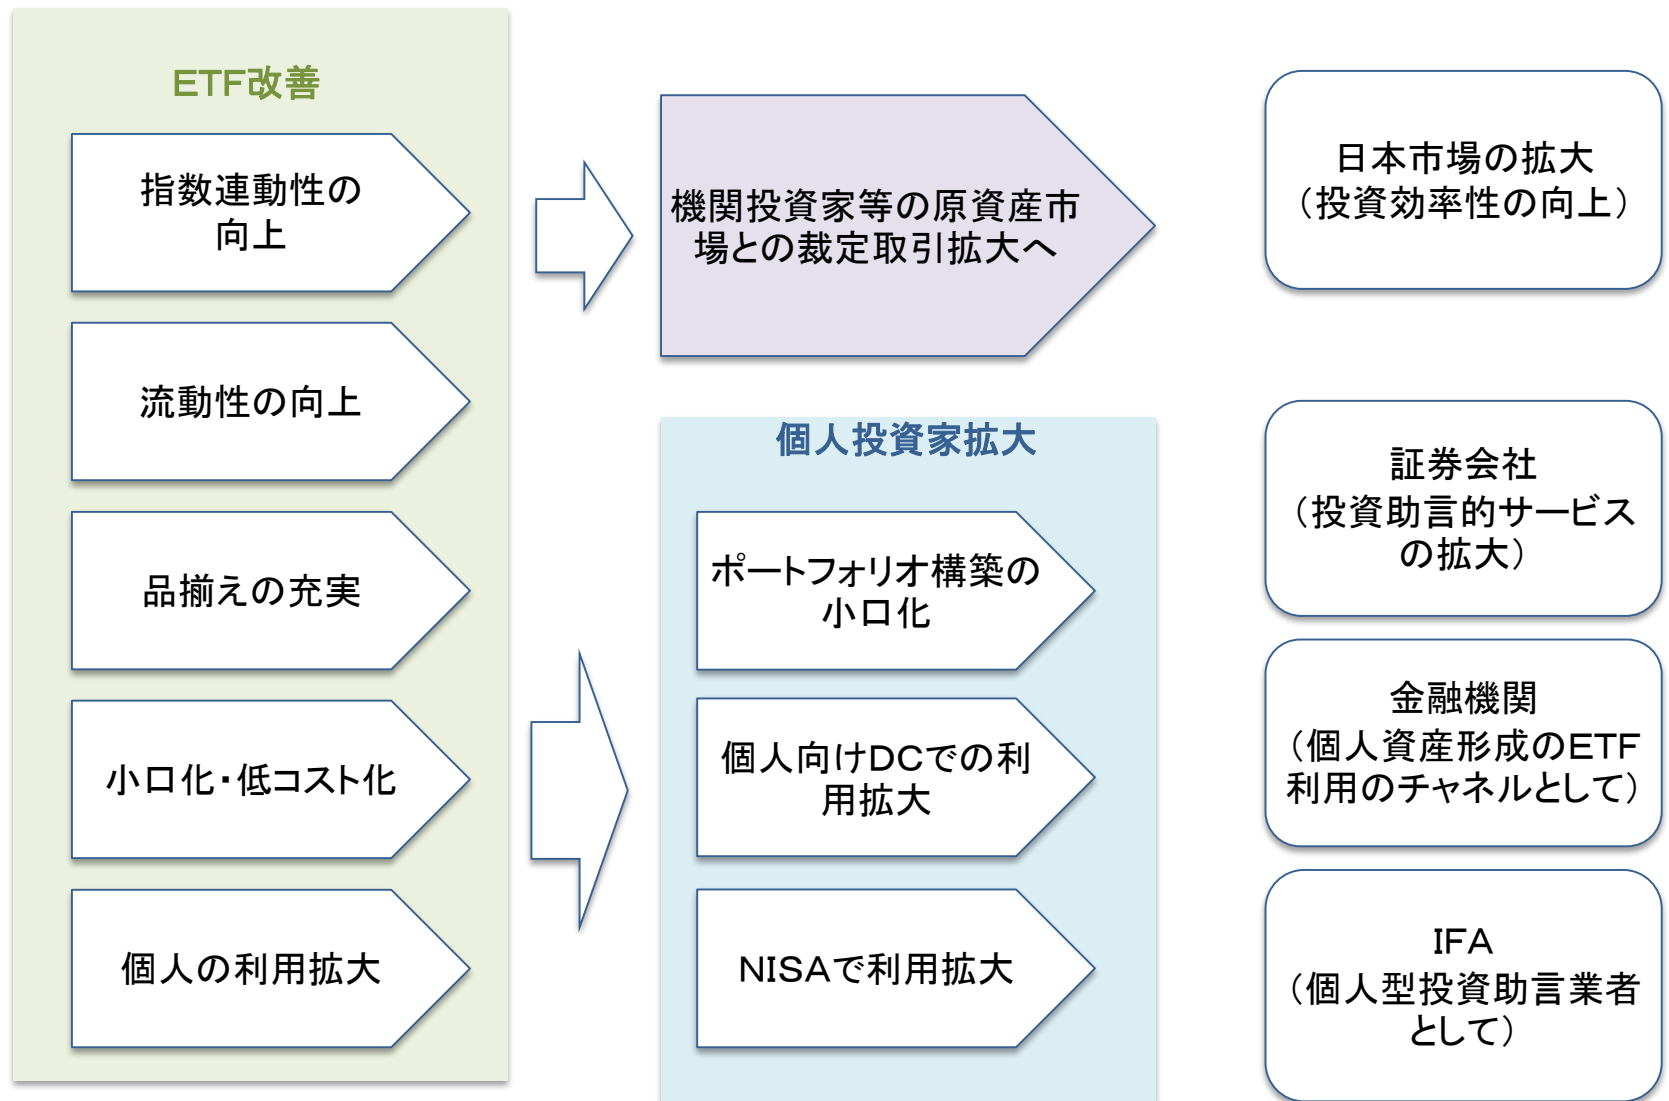 ETF改善
指数連動性の
向上
流動性の向上
品揃えの充実
小口化・低コスト化
個人の利用拡大
機関投資家等の原資産市
場との裁定取引拡大へ
個人投資家拡大
ポートフォリオ構築の
小口化
個人向けDCでの利
用拡大
NISAで利用拡大
日本市場の拡大
（投資効率性の向上）
証券会社
（投資助言的サービス
の拡大）
金融機関
（個人資産形成のETF
利用のチャネルとして）
IFA
（個人型投資助言業者
として）